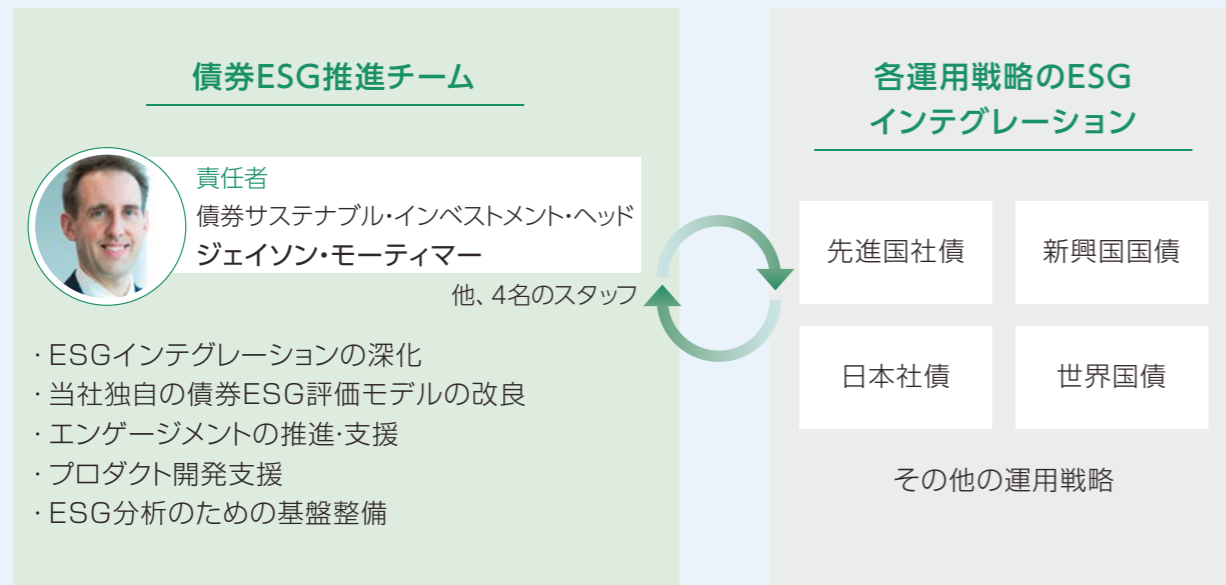 債券ESG推進チーム
責任者
債券サステナブル・インベストメント・ヘッド
ジェイソン・モーティマー
他、4名のスタッフ
・ESGインテグレーションの深化
・当社独自の債券ESG評価モデルの改良
・エンゲージメントの推進・支援
・プロダクト開発支援
・ESG分析のための基盤整備
各運用戦略のESG
インテグレーション
先進国社債
新興国国債
日本社債
世界国債
その他の運用戦略